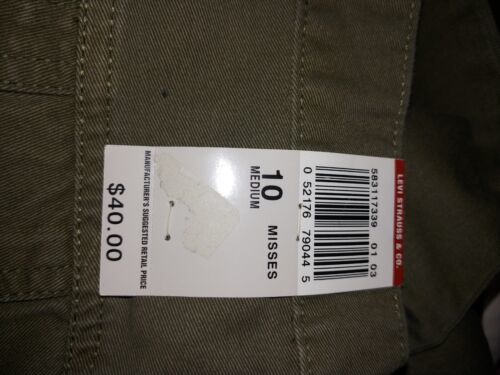 LEVI STRAUSS & CO.
583117339 01 03
0 52176 79044 5
10 MISSES
MEDIUM
MANUFACTURER'S SUGGESTED RETAIL PRICE
$40.00